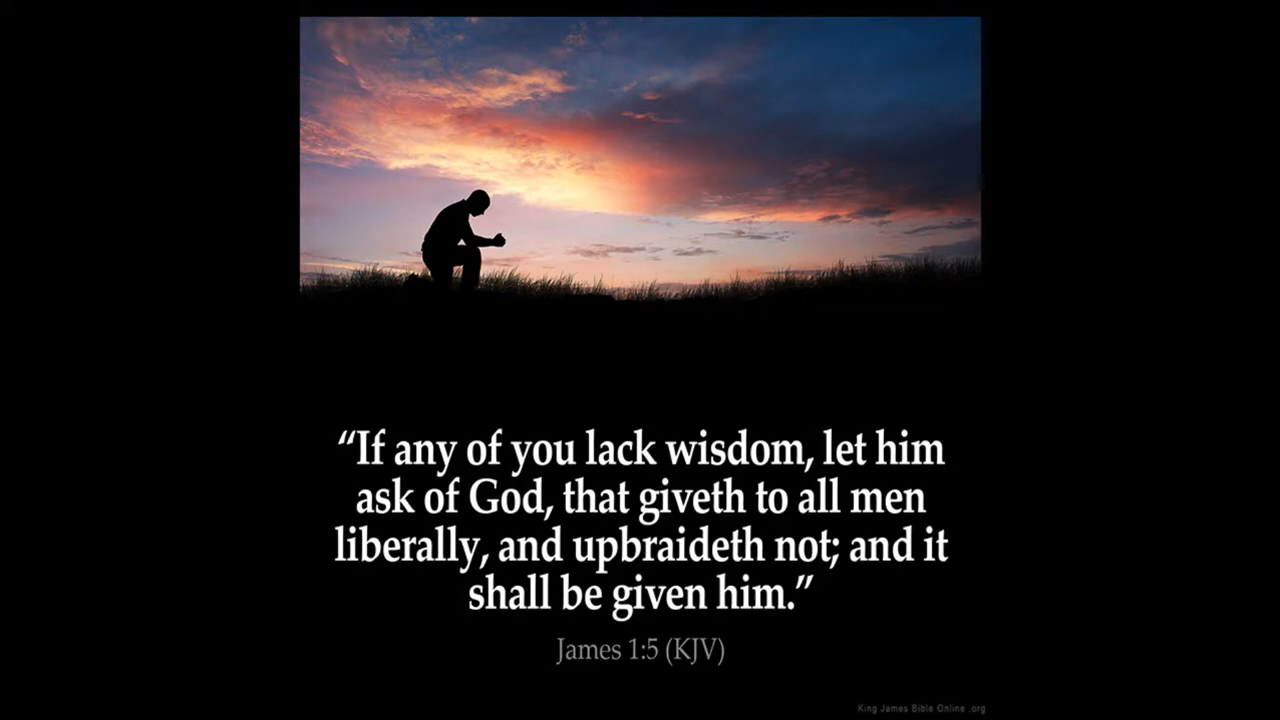 “If any of you lack wisdom, let him
ask of God, that giveth to all men
liberally, and upbraideth not; and it
shall be given him.”
James 1:5 (KJV)
King James Bible Online .org